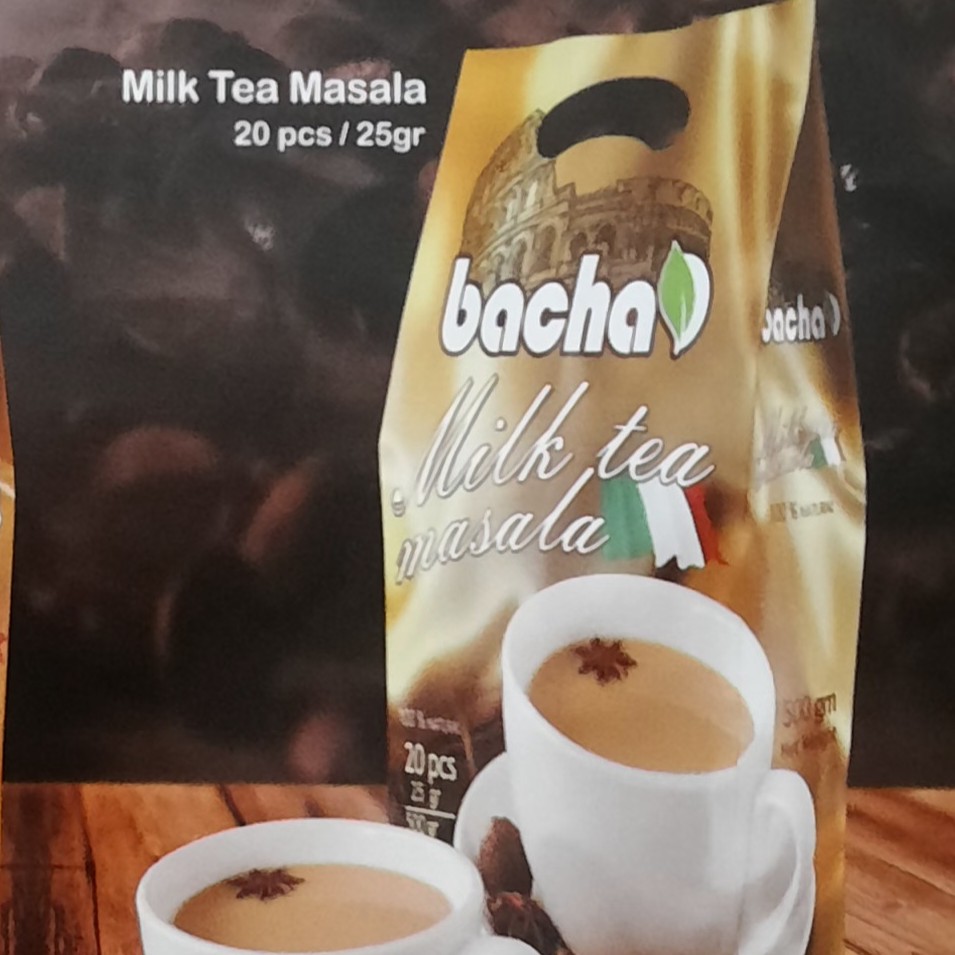 Milk Tea Masala
20 pcs / 25gr
bacha
Milk tea
masala
20 pcs
25 gr
500 gr
bacha
500 gm